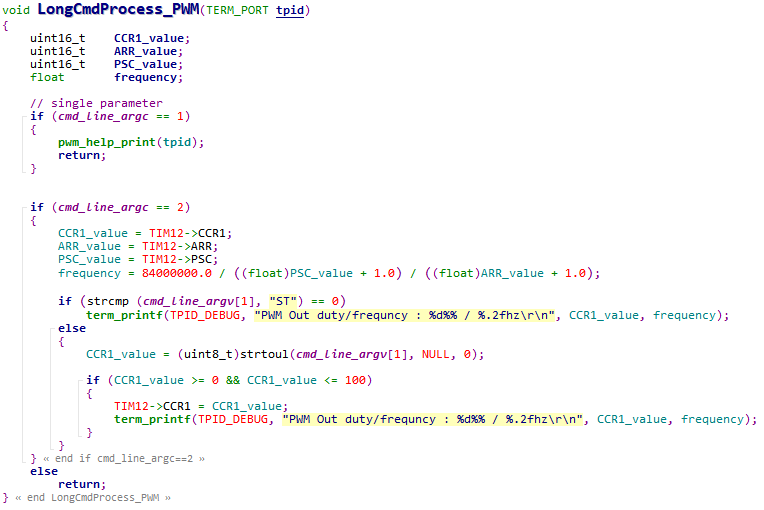 void LongCmdProcess_PWM(TERM_PORT tpid)
{
    uint16_t    CCR1_value;
    uint16_t    ARR_value;
    uint16_t    PSC_value;
    float       frequency;

    // single parameter
    if (cmd_line_argc == 1)
    {
        pwm_help_print(tpid);
        return;
    }


    if (cmd_line_argc == 2)
    {
        CCR1_value = TIM12->CCR1;
        ARR_value = TIM12->ARR;
        PSC_value = TIM12->PSC;
        frequency = 84000000.0 / ((float)PSC_value + 1.0) / ((float)ARR_value + 1.0);

        if (strcmp (cmd_line_argv[1], "ST") == 0)
            term_printf(TPID_DEBUG, "PWM Out duty/frequncy : %d%% / %.2fhz\r\n", CCR1_value, frequency);
        else
        {
            CCR1_value = (uint8_t)strtoul(cmd_line_argv[1], NULL, 0);

            if (CCR1_value >= 0 && CCR1_value <= 100)
            {
                TIM12->CCR1 = CCR1_value;
                term_printf(TPID_DEBUG, "PWM Out duty/frequncy : %d%% / %.2fhz\r\n", CCR1_value, frequency);
            }
        }
    } « end if cmd_line_argc==2 »
    else
        return;
} « end LongCmdProcess_PWM »